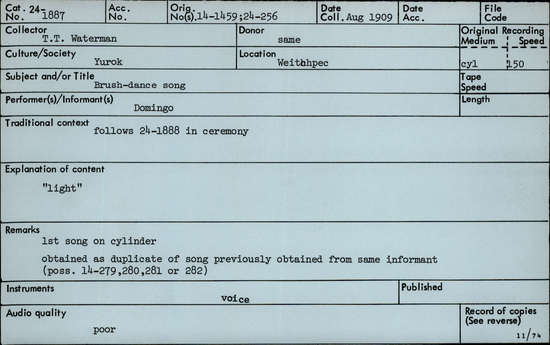 Cat. 24- Acc. Orig. Date Date File
No. 1887 No. No(s). 14-1459;24-256 Coll. Aug 1909 Acc. Code
Collector Donor Original Recording
T.T. Waterman same Medium Speed
Culture/Society Location
Yurok Weitchpec cyl 150
Subject and/or Title Tape
Brush-dance song Speed
Performer(s)/Informant(s) Length
Domingo
Traditional context
follows 24-1888 in ceremony
Explanation of content
"light"
Remarks
1st song on cylinder
obtained as duplicate of song previously obtained from same informant
(poss. 14-279,280,281 or 282)
Instruments Published
voice
Audio quality Record of copies
poor (See reverse)
11/74